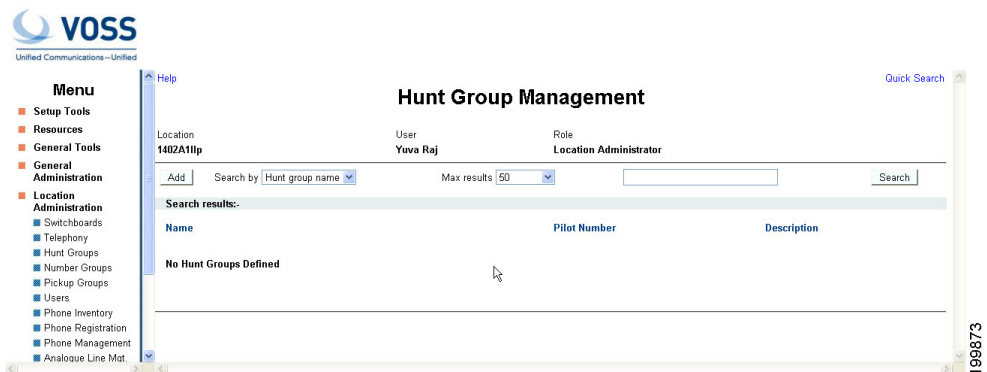 VOSS
Unified Communications—Unified
Menu
Setup Tools
Resources
General Tools
General
Administration
Location
Administration
Switchboards
Telephony
Hunt Groups
Number Groups
Pickup Groups
Users
Phone Inventory
Phone Registration
Phone Management
Analogue Line Mgt.
Help
Quick Search
Hunt Group Management
Location User Role
1402A1IIp Yuva Raj Location Administrator
Add Search by Hunt group name Max results 50 Search
Search results:-
Name Pilot Number Description
No Hunt Groups Defined
199873